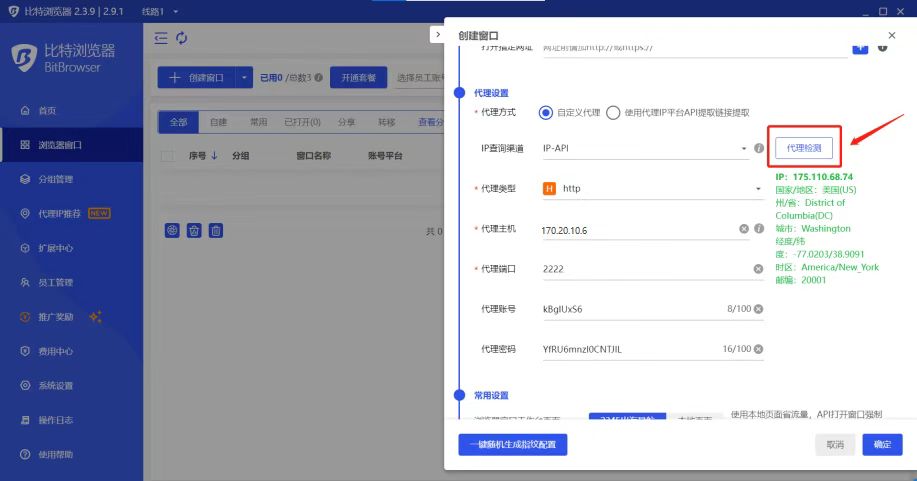 比特浏览器 2.3.9 | 2.9.1 线路1
比特浏览器
BitBrowser
首页
浏览器窗口
分组管理
代理IP推荐 NEW
扩展中心
员工管理
推广奖励
费用中心
系统设置
操作日志
使用帮助
创建窗口 已用0 /总数3 开通套餐 选择员工账号
全部 自建 常用 已打开(0) 分享 转移 查看分
序号 分组 窗口名称 账号平台
共 0
创建窗口
打开指定网址 网址前请加http://或https://
代理设置
* 代理方式 自定义代理 使用代理IP平台API提取链接提取
IP查询渠道 IP-API 代理检测
* 代理类型 http
* 代理主机 170.20.10.6
* 代理端口 2222
代理账号 kBgIUxS6 8/100
代理密码 YfRU6mnzI0CNTJIL 16/100
IP：175.110.68.74
国家/地区：美国(US)
州/省：District of
Columbia(DC)
城市：Washington
经度/纬
度：-77.0203/38.9091
时区：America/New_York
邮编：20001
常用设置
使用本地页面省流量，API打开窗口强制
一键随机生成指纹配置 取消 确定